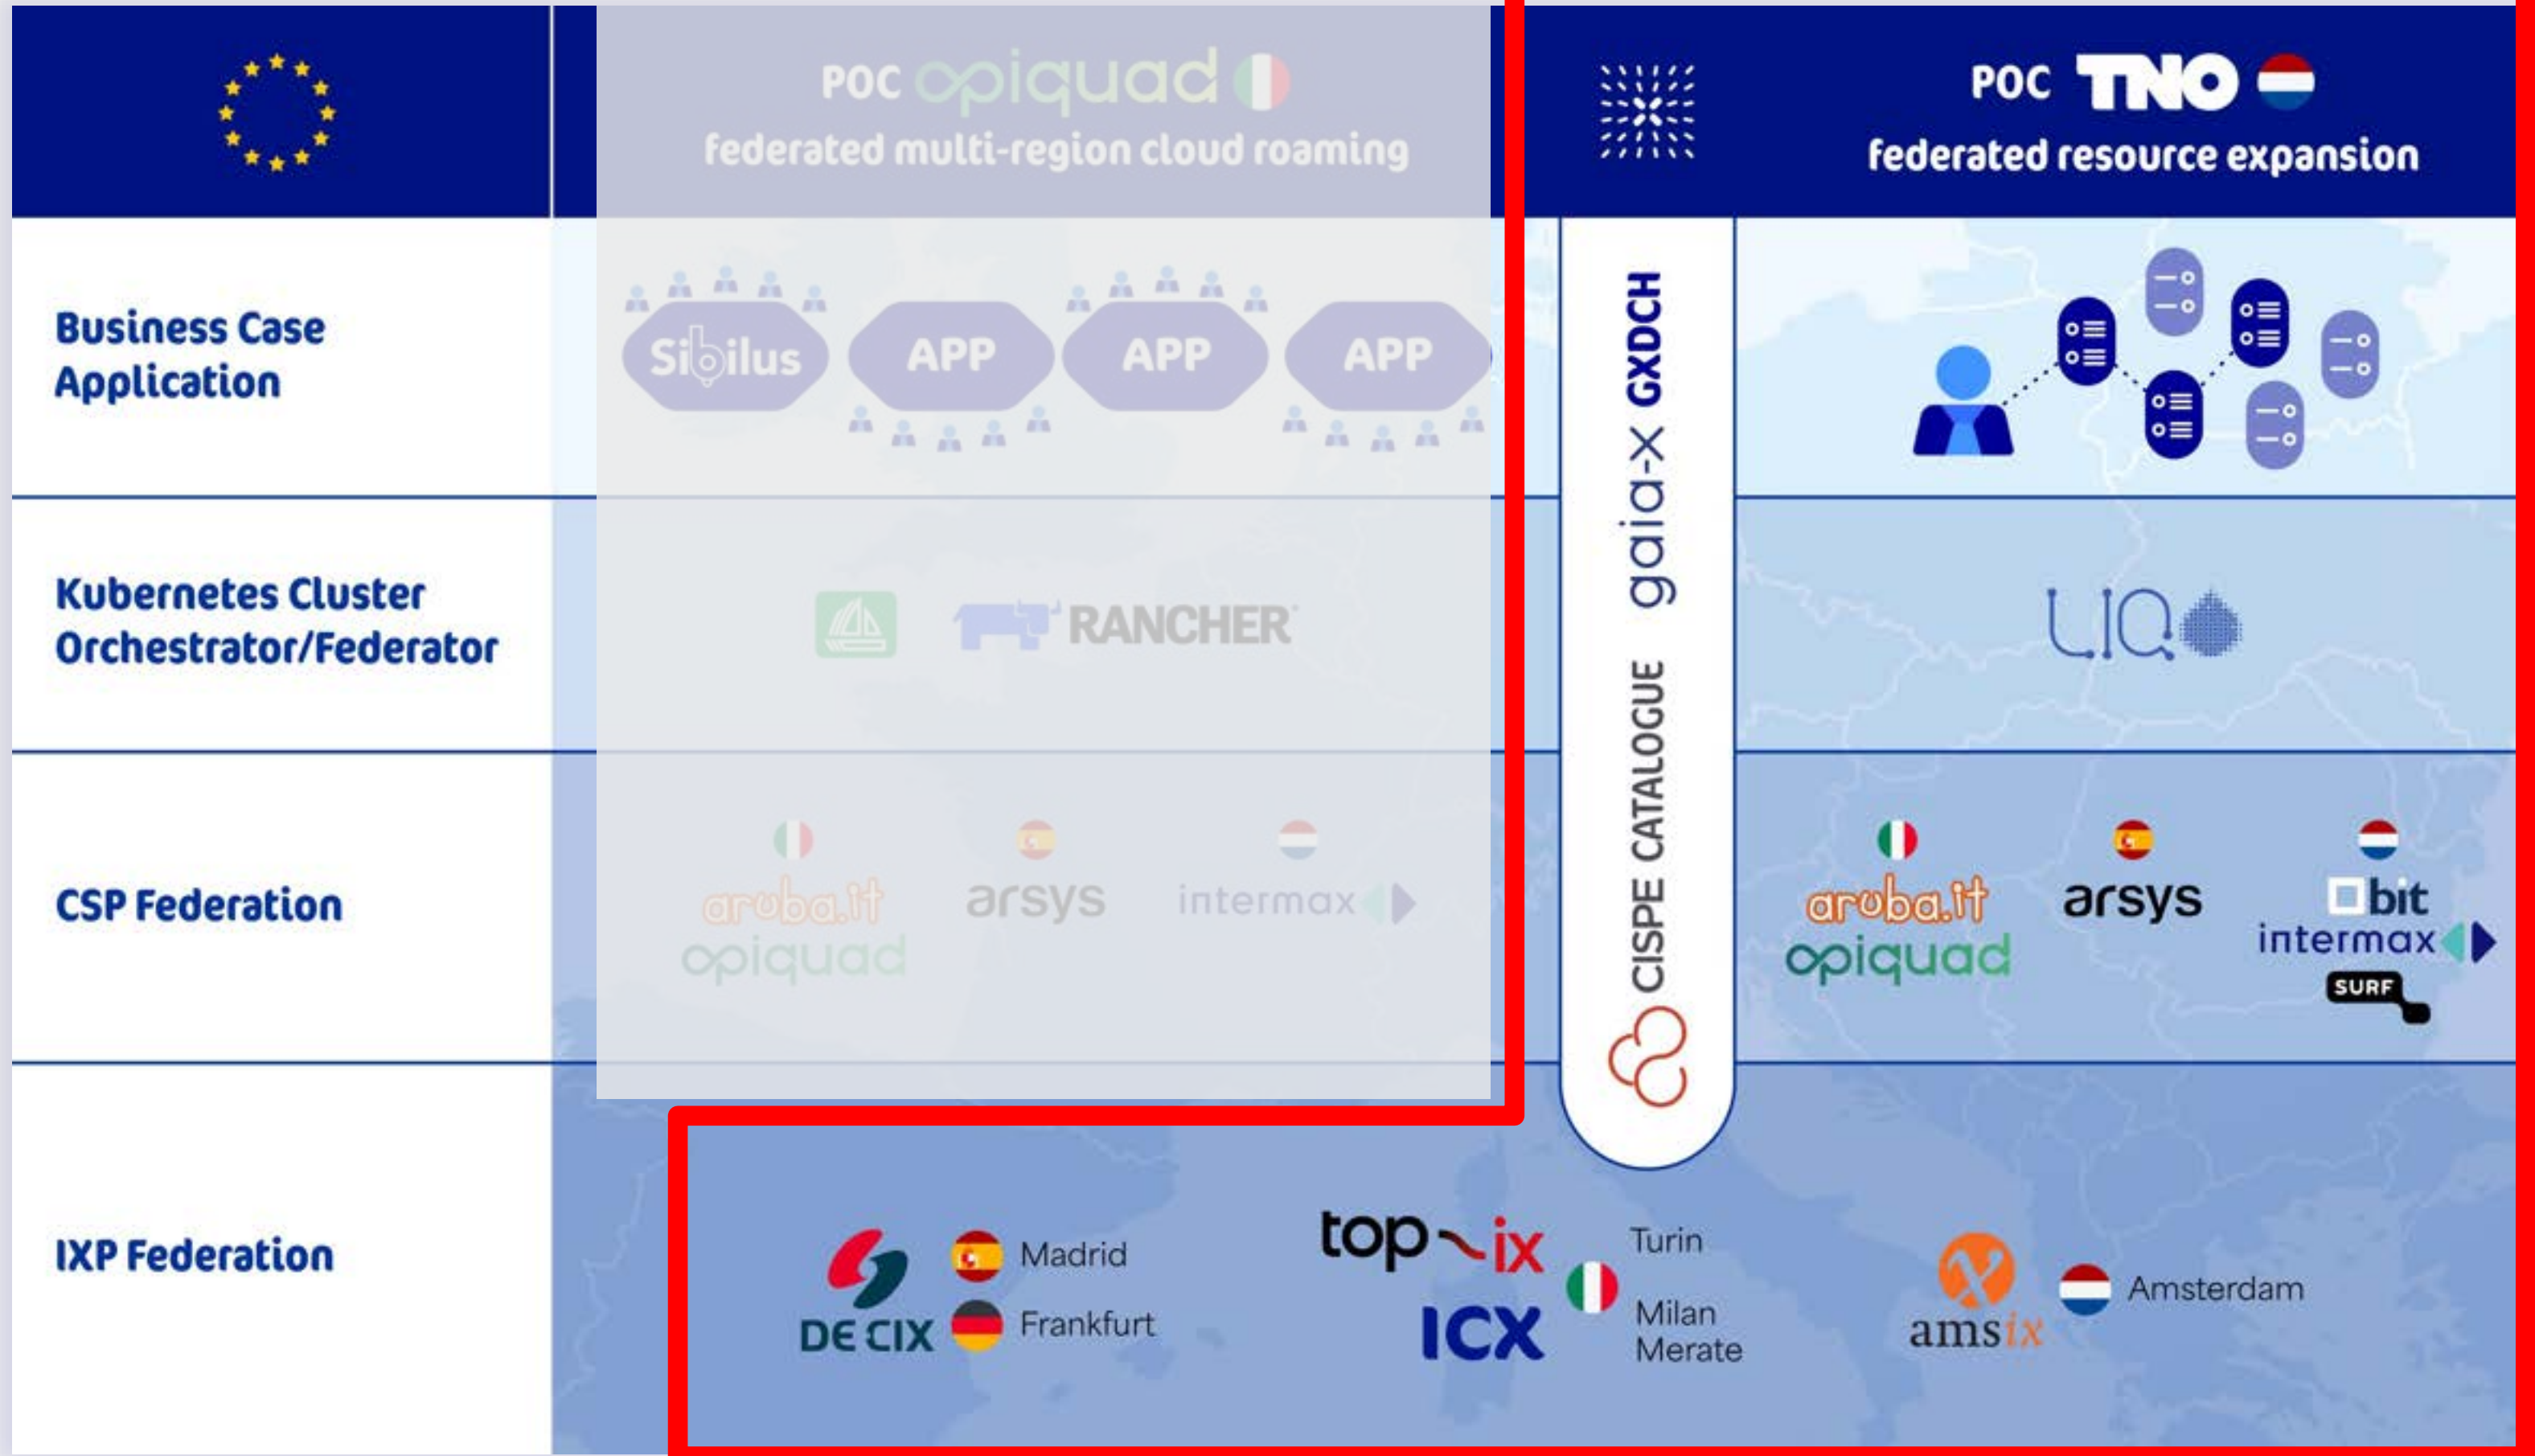 POC opiquad
federated multi-region cloud roaming
POC TNO
federated resource expansion
Business Case
Application
Sibilus
APP
APP
APP
gaia-x GXDCH
CISPE CATALOGUE
Kubernetes Cluster
Orchestrator/Federator
RANCHER
LIQO
CSP Federation
aruba.it
opiquad
arsys
intermax
aruba.it
opiquad
arsys
bit
intermax
SURF
IXP Federation
DE CIX
Madrid
Frankfurt
top-ix
ICX
Turin
Milan
Merate
amsix
Amsterdam